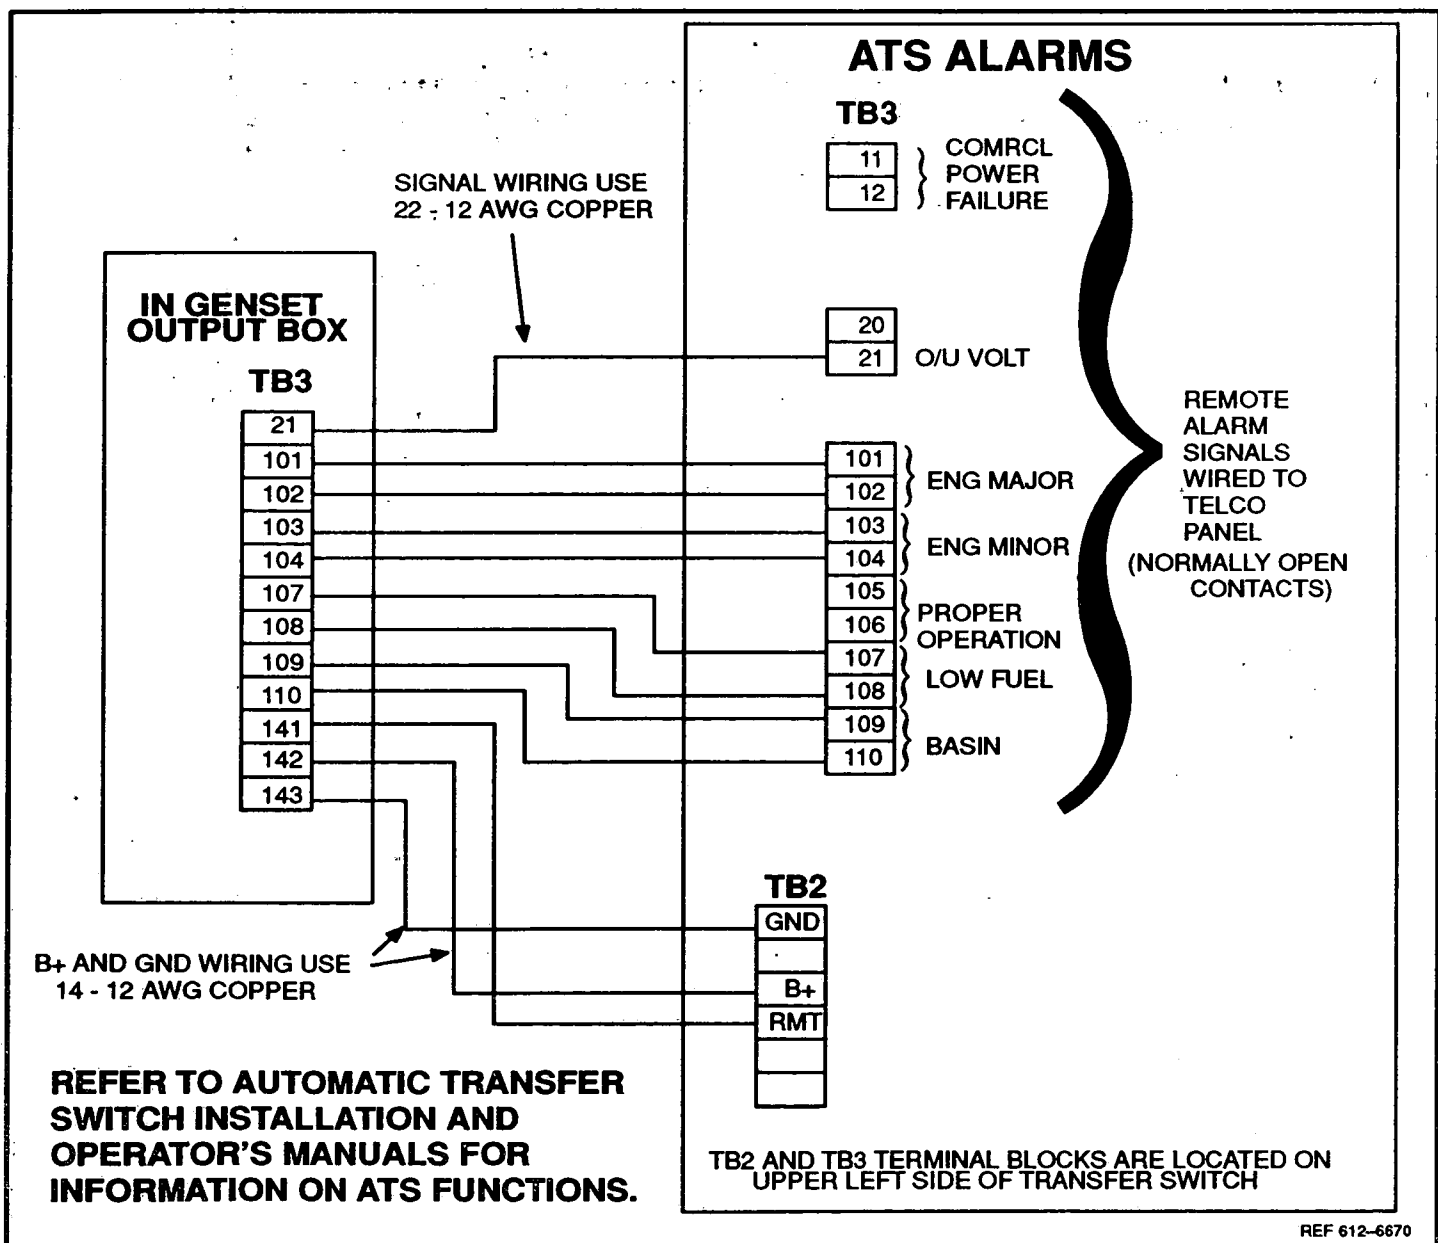 ATS ALARMS
TB3
11
12
COMRCL
POWER
FAILURE
SIGNAL WIRING USE
22 - 12 AWG COPPER
20
21
O/U VOLT
IN GENSET
OUTPUT BOX
TB3
21
101
102
103
104
107
108
109
110
141
142
143
101
102
103
104
105
106
107
108
109
110
ENG MAJOR
ENG MINOR
PROPER
OPERATION
LOW FUEL
BASIN
REMOTE
ALARM
SIGNALS
WIRED TO
TELCO
PANEL
(NORMALLY OPEN
CONTACTS)
TB2
GND
B+
RMT
B+ AND GND WIRING USE
14 - 12 AWG COPPER
REFER TO AUTOMATIC TRANSFER
SWITCH INSTALLATION AND
OPERATOR'S MANUALS FOR
INFORMATION ON ATS FUNCTIONS.
TB2 AND TB3 TERMINAL BLOCKS ARE LOCATED ON
UPPER LEFT SIDE OF TRANSFER SWITCH
REF 612–6670